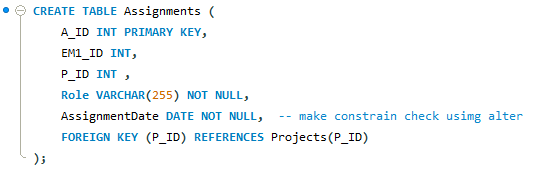 CREATE TABLE Assignments (
A_ID INT PRIMARY KEY,
EM1_ID INT,
P_ID INT ,
Role VARCHAR(255) NOT NULL,
AssignmentDate DATE NOT NULL,  -- make constrain check usimg alter
FOREIGN KEY (P_ID) REFERENCES Projects(P_ID)
);